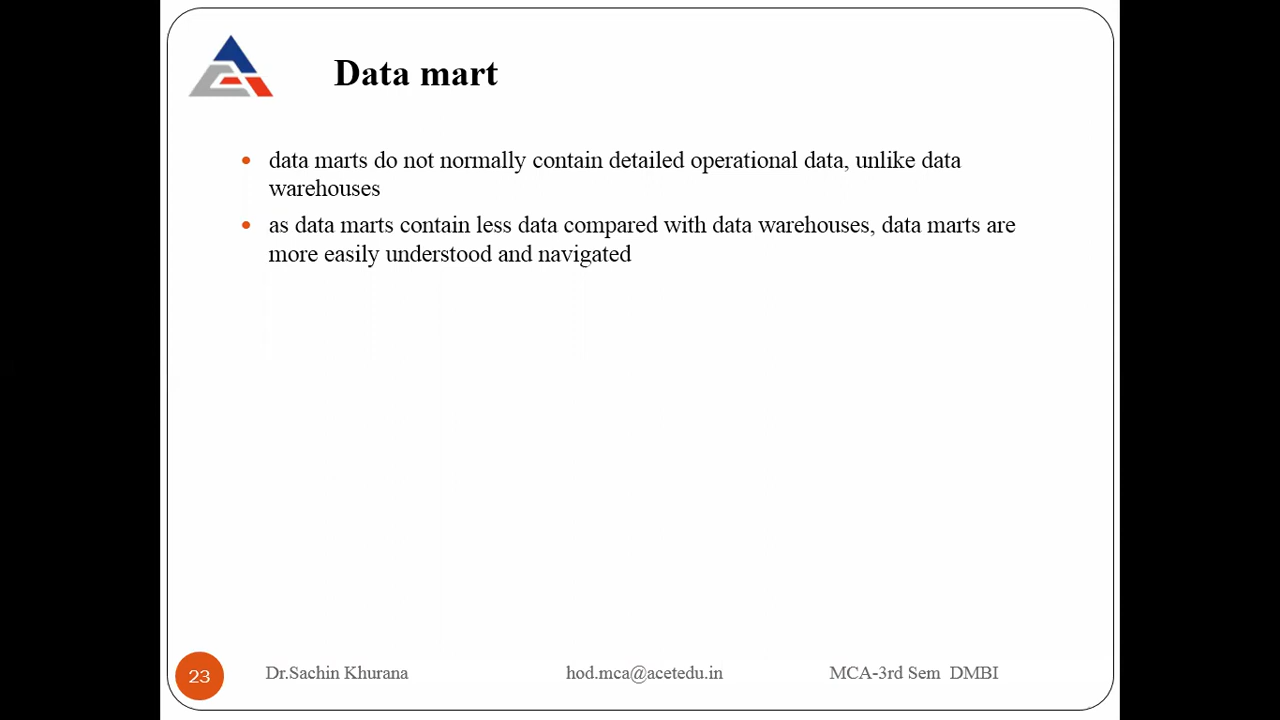 Data mart
data marts do not normally contain detailed operational data, unlike data
warehouses
as data marts contain less data compared with data warehouses, data marts are
more easily understood and navigated
23
Dr.Sachin Khurana
hod.mca@acetedu.in
MCA-3rd Sem DMBI